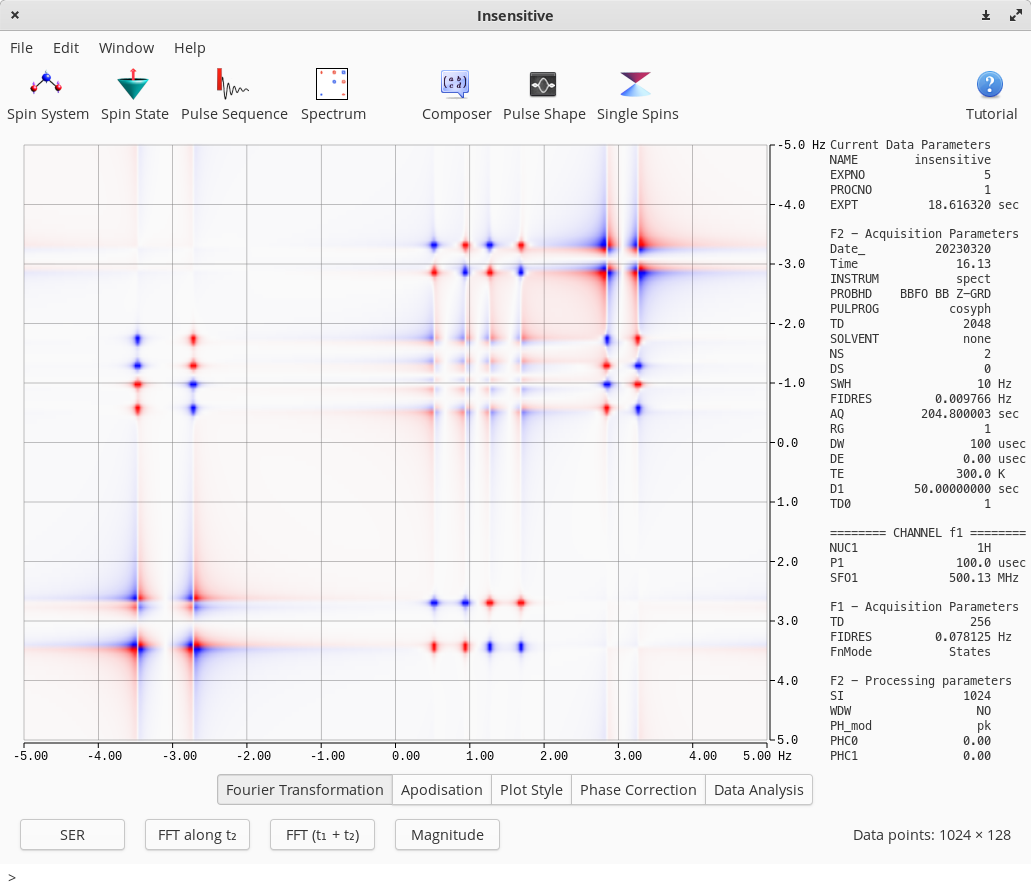 Insensitive
File Edit Window Help
Spin System Spin State Pulse Sequence Spectrum Composer Pulse Shape Single Spins Tutorial
-5.0 Hz
-4.0
-3.0
-2.0
-1.0
0.0
1.0
2.0
3.0
4.0
5.0
-5.00 -4.00 -3.00 -2.00 -1.00 0.00 1.00 2.00 3.00 4.00 5.00 Hz
Current Data Parameters
NAME insensitive
EXPNO 5
PROCNO 1
EXPT 18.616320 sec
F2 − Acquisition Parameters
Date_ 20230320
Time 16.13
INSTRUM spect
PROBHD BBFO BB Z−GRD
PULPROG cosyph
TD 2048
SOLVENT none
NS 2
DS 0
SWH 10 Hz
FIDRES 0.009766 Hz
AQ 204.800003 sec
RG 1
DW 100 usec
DE 0.00 usec
TE 300.0 K
D1 50.00000000 sec
TD0 1
======== CHANNEL f1 ========
NUC1 1H
P1 100.0 usec
SFO1 500.13 MHz
F1 − Acquisition Parameters
TD 256
FIDRES 0.078125 Hz
FnMode States
F2 − Processing parameters
SI 1024
WDW NO
PH_mod pk
PHC0 0.00
PHC1 0.00
Fourier Transformation Apodisation Plot Style Phase Correction Data Analysis
SER FFT along t₂ FFT (t₁ + t₂) Magnitude Data points: 1024 × 128
>